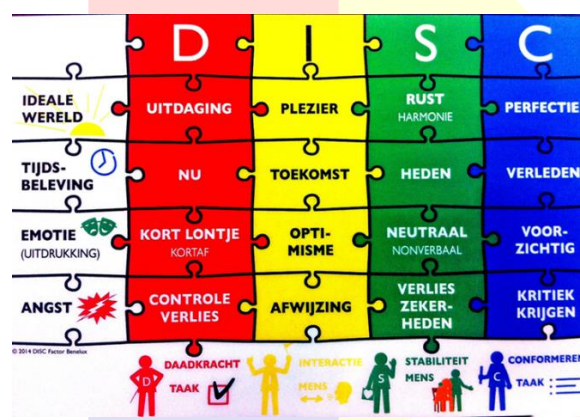 D I S C
IDEALE
WERELD
UITDAGING
PLEZIER
RUST
HARMONIE
PERFECTIE
TIJDS-
BELEVING
NU
TOEKOMST
HEDEN
VERLEDEN
EMOTIE
(UITDRUKKING)
KORT LONTJE
KORTAF
OPTI-
MISME
NEUTRAAL
NONVERBAAL
VOOR-
ZICHTIG
ANGST
CONTROLE
VERLIES
AFWIJZING
VERLIES
ZEKER-
HEDEN
KRITIEK
KRIJGEN
© 2014 DISC Factor Benelux
DAADKRACHT
TAAK
D
INTERACTIE
MENS
I
STABILITEIT
MENS
S
CONFORMEREN
TAAK
C